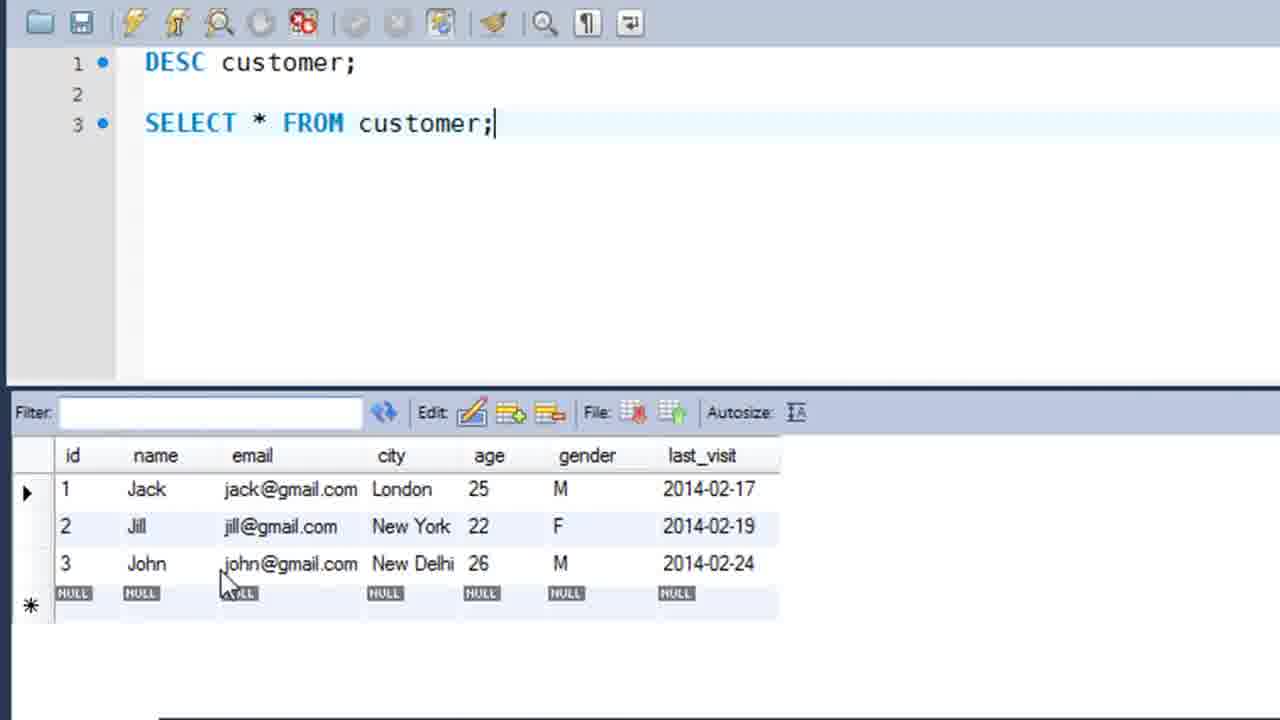 1 DESC customer;
2
3 SELECT * FROM customer;
Filter: Edit: File: Autosize:
id name email city age gender last_visit
1 Jack jack@gmail.com London 25 M 2014-02-17
2 Jill jill@gmail.com New York 22 F 2014-02-19
3 John john@gmail.com New Delhi 26 M 2014-02-24
NULL NULL NULL NULL NULL NULL